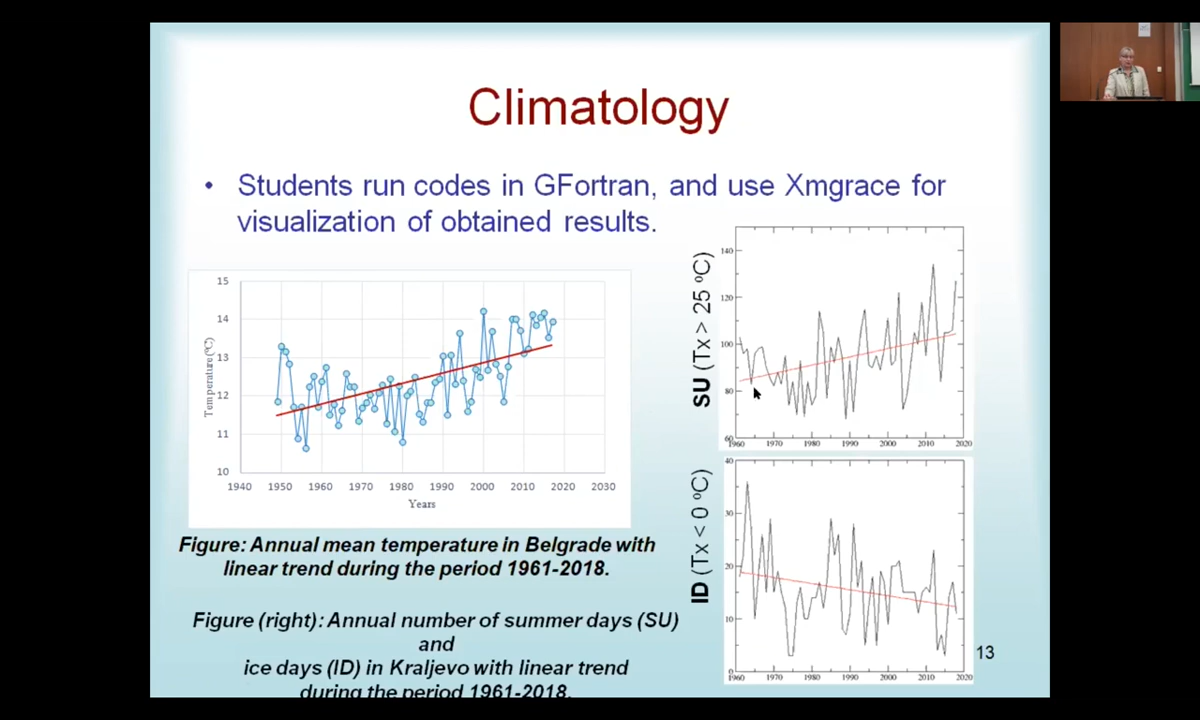 Climatology
• Students run codes in GFortran, and use Xmgrace for
visualization of obtained results.
15
14
13
12
11
10
Temperature (°C)
1940 1950 1960 1970 1980 1990 2000 2010 2020 2030
Years
Figure: Annual mean temperature in Belgrade with
linear trend during the period 1961-2018.
Figure (right): Annual number of summer days (SU)
and
ice days (ID) in Kraljevo with linear trend
during the period 1961-2018.
SU (Tx > 25 ºC)
140
120
100
80
60
1960 1970 1980 1990 2000 2010 2020
ID (Tx < 0 ºC)
40
30
20
10
0
1960 1970 1980 1990 2000 2010 2020
13